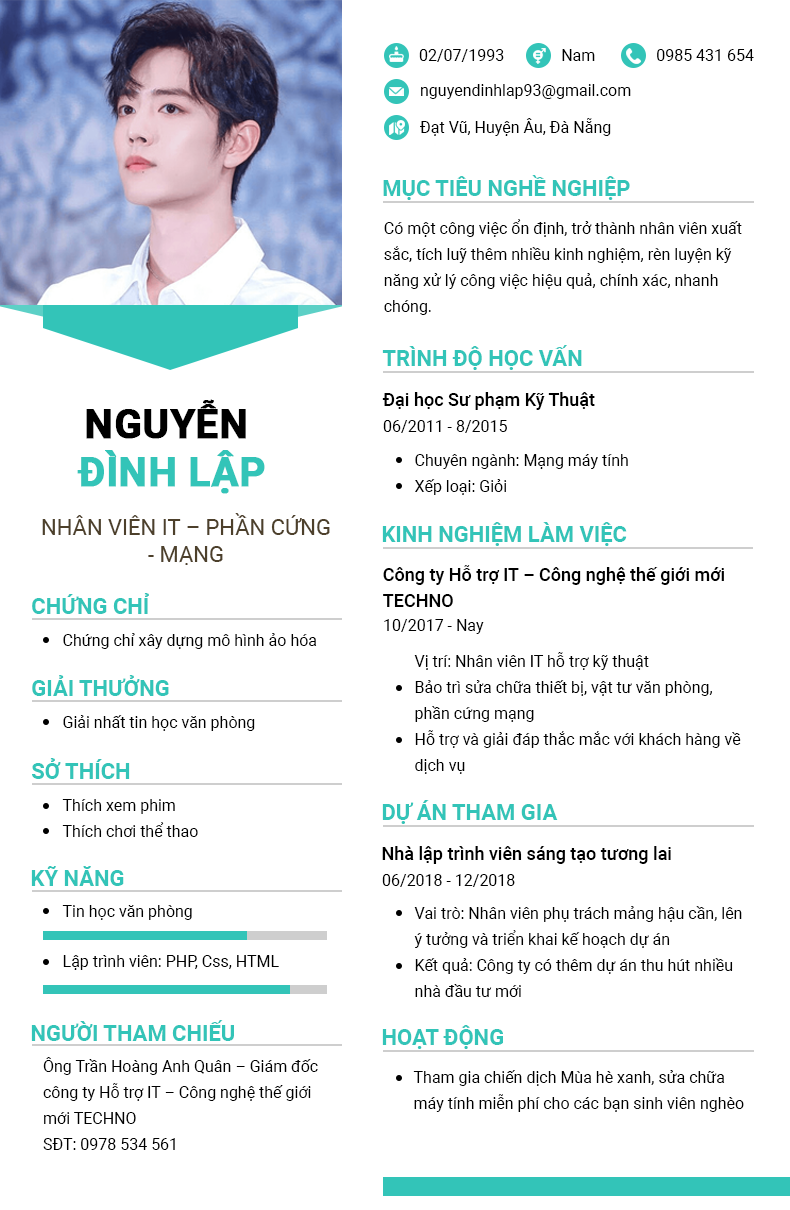 NGUYỄN
ĐÌNH LẬP
NHÂN VIÊN IT – PHẦN CỨNG
- MẠNG
CHỨNG CHỈ
Chứng chỉ xây dựng mô hình ảo hóa
GIẢI THƯỞNG
Giải nhất tin học văn phòng
SỞ THÍCH
Thích xem phim
Thích chơi thể thao
KỸ NĂNG
Tin học văn phòng
Lập trình viên: PHP, Css, HTML
NGƯỜI THAM CHIẾU
Ông Trần Hoàng Anh Quân – Giám đốc
công ty Hỗ trợ IT – Công nghệ thế giới
mới TECHNO
SĐT: 0978 534 561
02/07/1993 Nam 0985 431 654
nguyendinhlap93@gmail.com
Đạt Vũ, Huyện Âu, Đà Nẵng
MỤC TIÊU NGHỀ NGHIỆP
Có một công việc ổn định, trở thành nhân viên xuất
sắc, tích luỹ thêm nhiều kinh nghiệm, rèn luyện kỹ
năng xử lý công việc hiệu quả, chính xác, nhanh
chóng.
TRÌNH ĐỘ HỌC VẤN
Đại học Sư phạm Kỹ Thuật
06/2011 - 8/2015
Chuyên ngành: Mạng máy tính
Xếp loại: Giỏi
KINH NGHIỆM LÀM VIỆC
Công ty Hỗ trợ IT – Công nghệ thế giới mới
TECHNO
10/2017 - Nay
Vị trí: Nhân viên IT hỗ trợ kỹ thuật
Bảo trì sửa chữa thiết bị, vật tư văn phòng,
phần cứng mạng
Hỗ trợ và giải đáp thắc mắc với khách hàng về
dịch vụ
DỰ ÁN THAM GIA
Nhà lập trình viên sáng tạo tương lai
06/2018 - 12/2018
Vai trò: Nhân viên phụ trách mảng hậu cần, lên
ý tưởng và triển khai kế hoạch dự án
Kết quả: Công ty có thêm dự án thu hút nhiều
nhà đầu tư mới
HOẠT ĐỘNG
Tham gia chiến dịch Mùa hè xanh, sửa chữa
máy tính miễn phí cho các bạn sinh viên nghèo